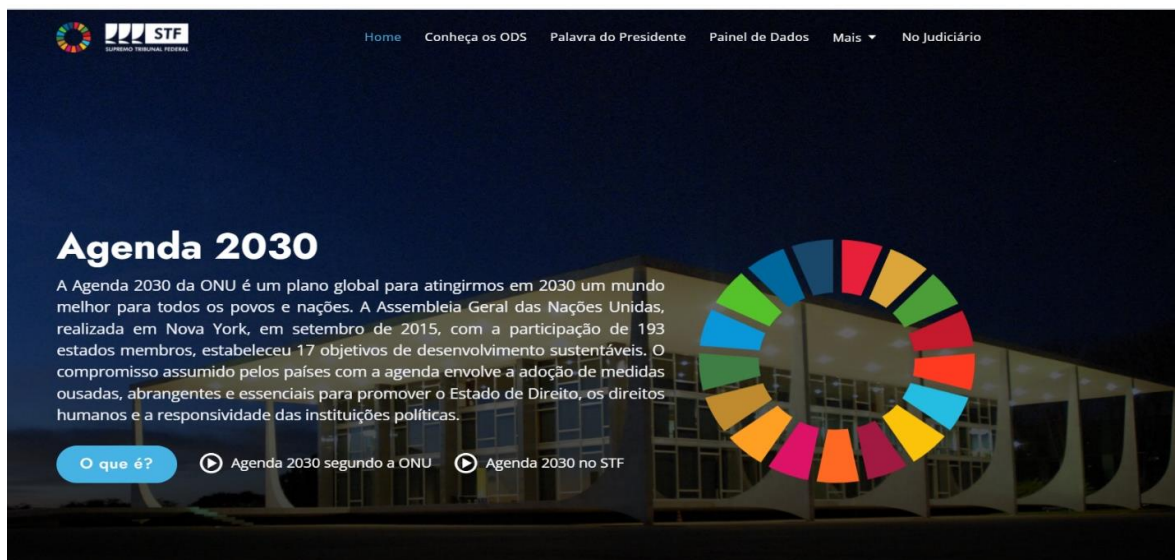 STF
SUPREMO TRIBUNAL FEDERAL
Home Conheça os ODS Palavra do Presidente Painel de Dados Mais No Judiciário
Agenda 2030
A Agenda 2030 da ONU é um plano global para atingirmos em 2030 um mundo
melhor para todos os povos e nações. A Assembleia Geral das Nações Unidas,
realizada em Nova York, em setembro de 2015, com a participação de 193
estados membros, estabeleceu 17 objetivos de desenvolvimento sustentáveis. O
compromisso assumido pelos países com a agenda envolve a adoção de medidas
ousadas, abrangentes e essenciais para promover o Estado de Direito, os direitos
humanos e a responsividade das instituições políticas.
O que é? Agenda 2030 segundo a ONU Agenda 2030 no STF